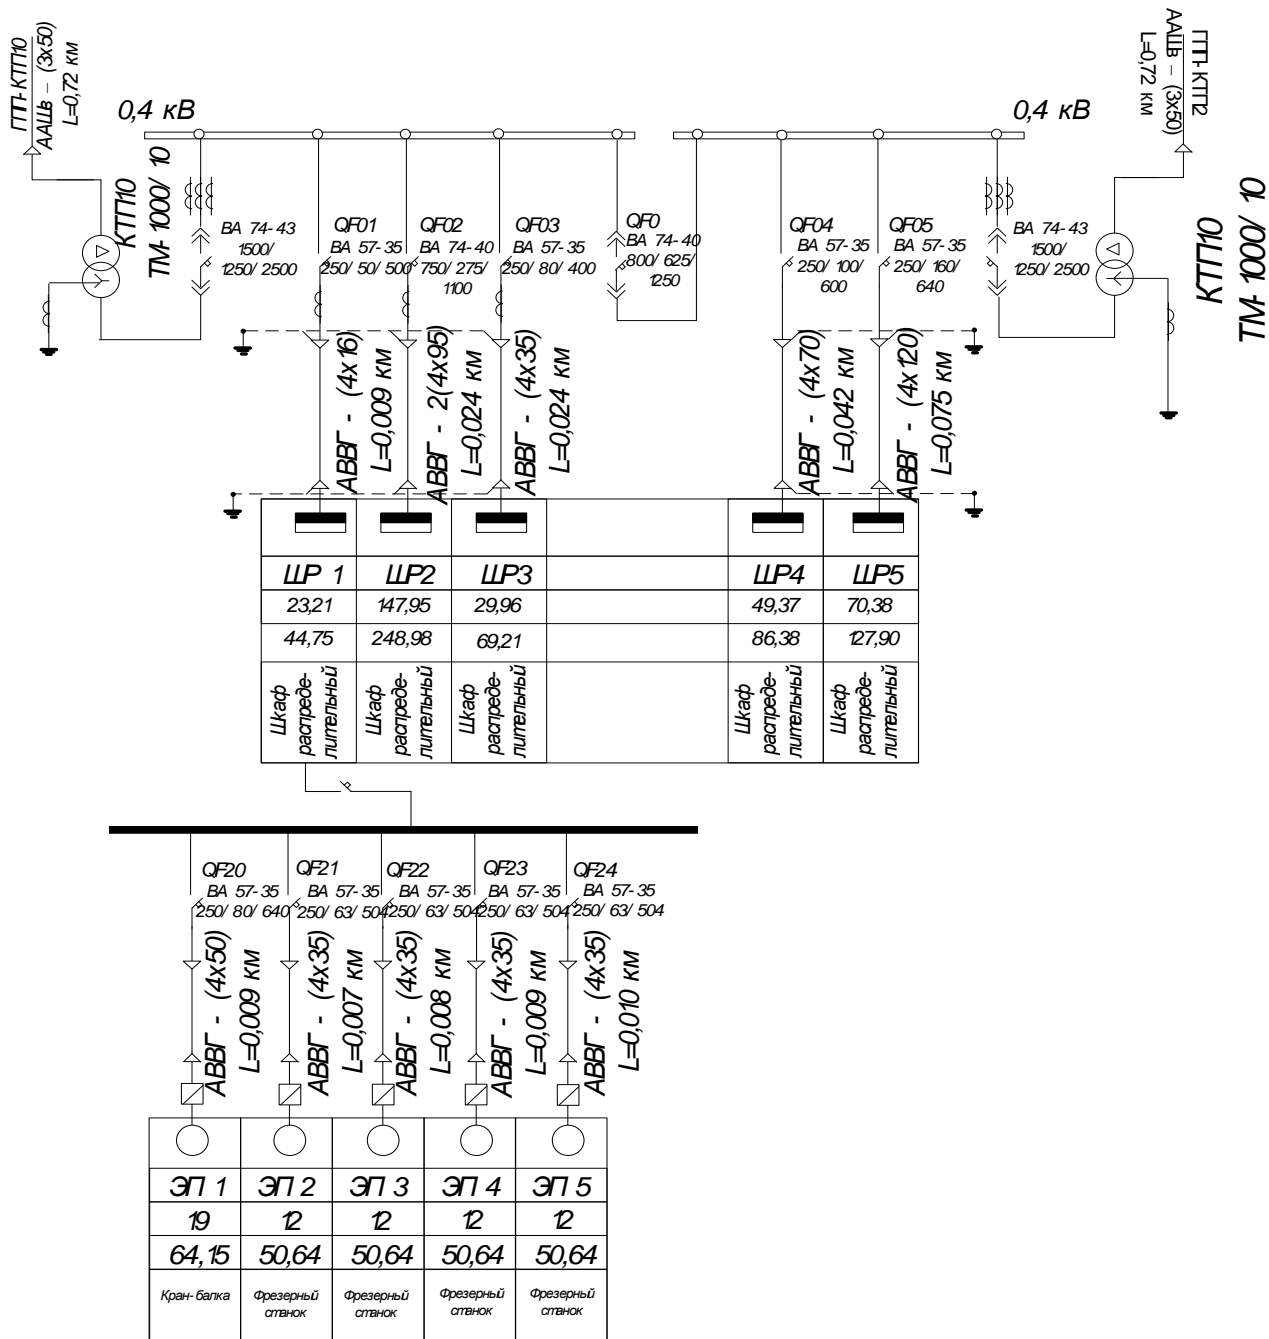 ГПП-КТП10
ААШв – (3х50)
L=0,72 км
0,4 кВ
КТП10
ТМ-1000/ 10
ВА 74-43
1500/
1250/ 2500
QF01
ВА 57-35
250/ 50/ 500
QF02
ВА 74-40
750/ 275/
1100
QF03
ВА 57-35
250/ 80/ 400
QF0
ВА 74-40
800/ 625/
1250
0,4 кВ
QF04
ВА 57-35
250/ 100/
600
QF05
ВА 57-35
250/ 160/
640
ВА 74-43
1500/
1250/ 2500
ГПП-КТП2
ААШв – (3х50)
L=0,72 км
КТП10
ТМ-1000/ 10
АВВГ - (4х16)
L=0,009 км
АВВГ - 2(4х95)
L=0,024 км
АВВГ - (4х35)
L=0,024 км
АВВГ - (4х70)
L=0,042 км
АВВГ - (4х120)
L=0,075 км
ШР 1 ШР2 ШР3 ШР4 ШР5
23,21 147,95 29,96 49,37 70,38
44,75 248,98 69,21 86,38 127,90
Шкаф
распреде-
лительный
Шкаф
распреде-
лительный
Шкаф
распреде-
лительный
Шкаф
распреде-
лительный
Шкаф
распреде-
лительный
QF20
ВА 57-35
250/ 80/ 640
QF21
ВА 57-35
250/ 63/ 504
QF22
ВА 57-35
250/ 63/ 504
QF23
ВА 57-35
250/ 63/ 504
QF24
ВА 57-35
250/ 63/ 504
АВВГ - (4х50)
L=0,009 км
АВВГ - (4х35)
L=0,007 км
АВВГ - (4х35)
L=0,008 км
АВВГ - (4х35)
L=0,009 км
АВВГ - (4х35)
L=0,010 км
ЭП 1 ЭП 2 ЭП 3 ЭП 4 ЭП 5
19 12 12 12 12
64,15 50,64 50,64 50,64 50,64
Кран-балка
Фрезерный
станок
Фрезерный
станок
Фрезерный
станок
Фрезерный
станок